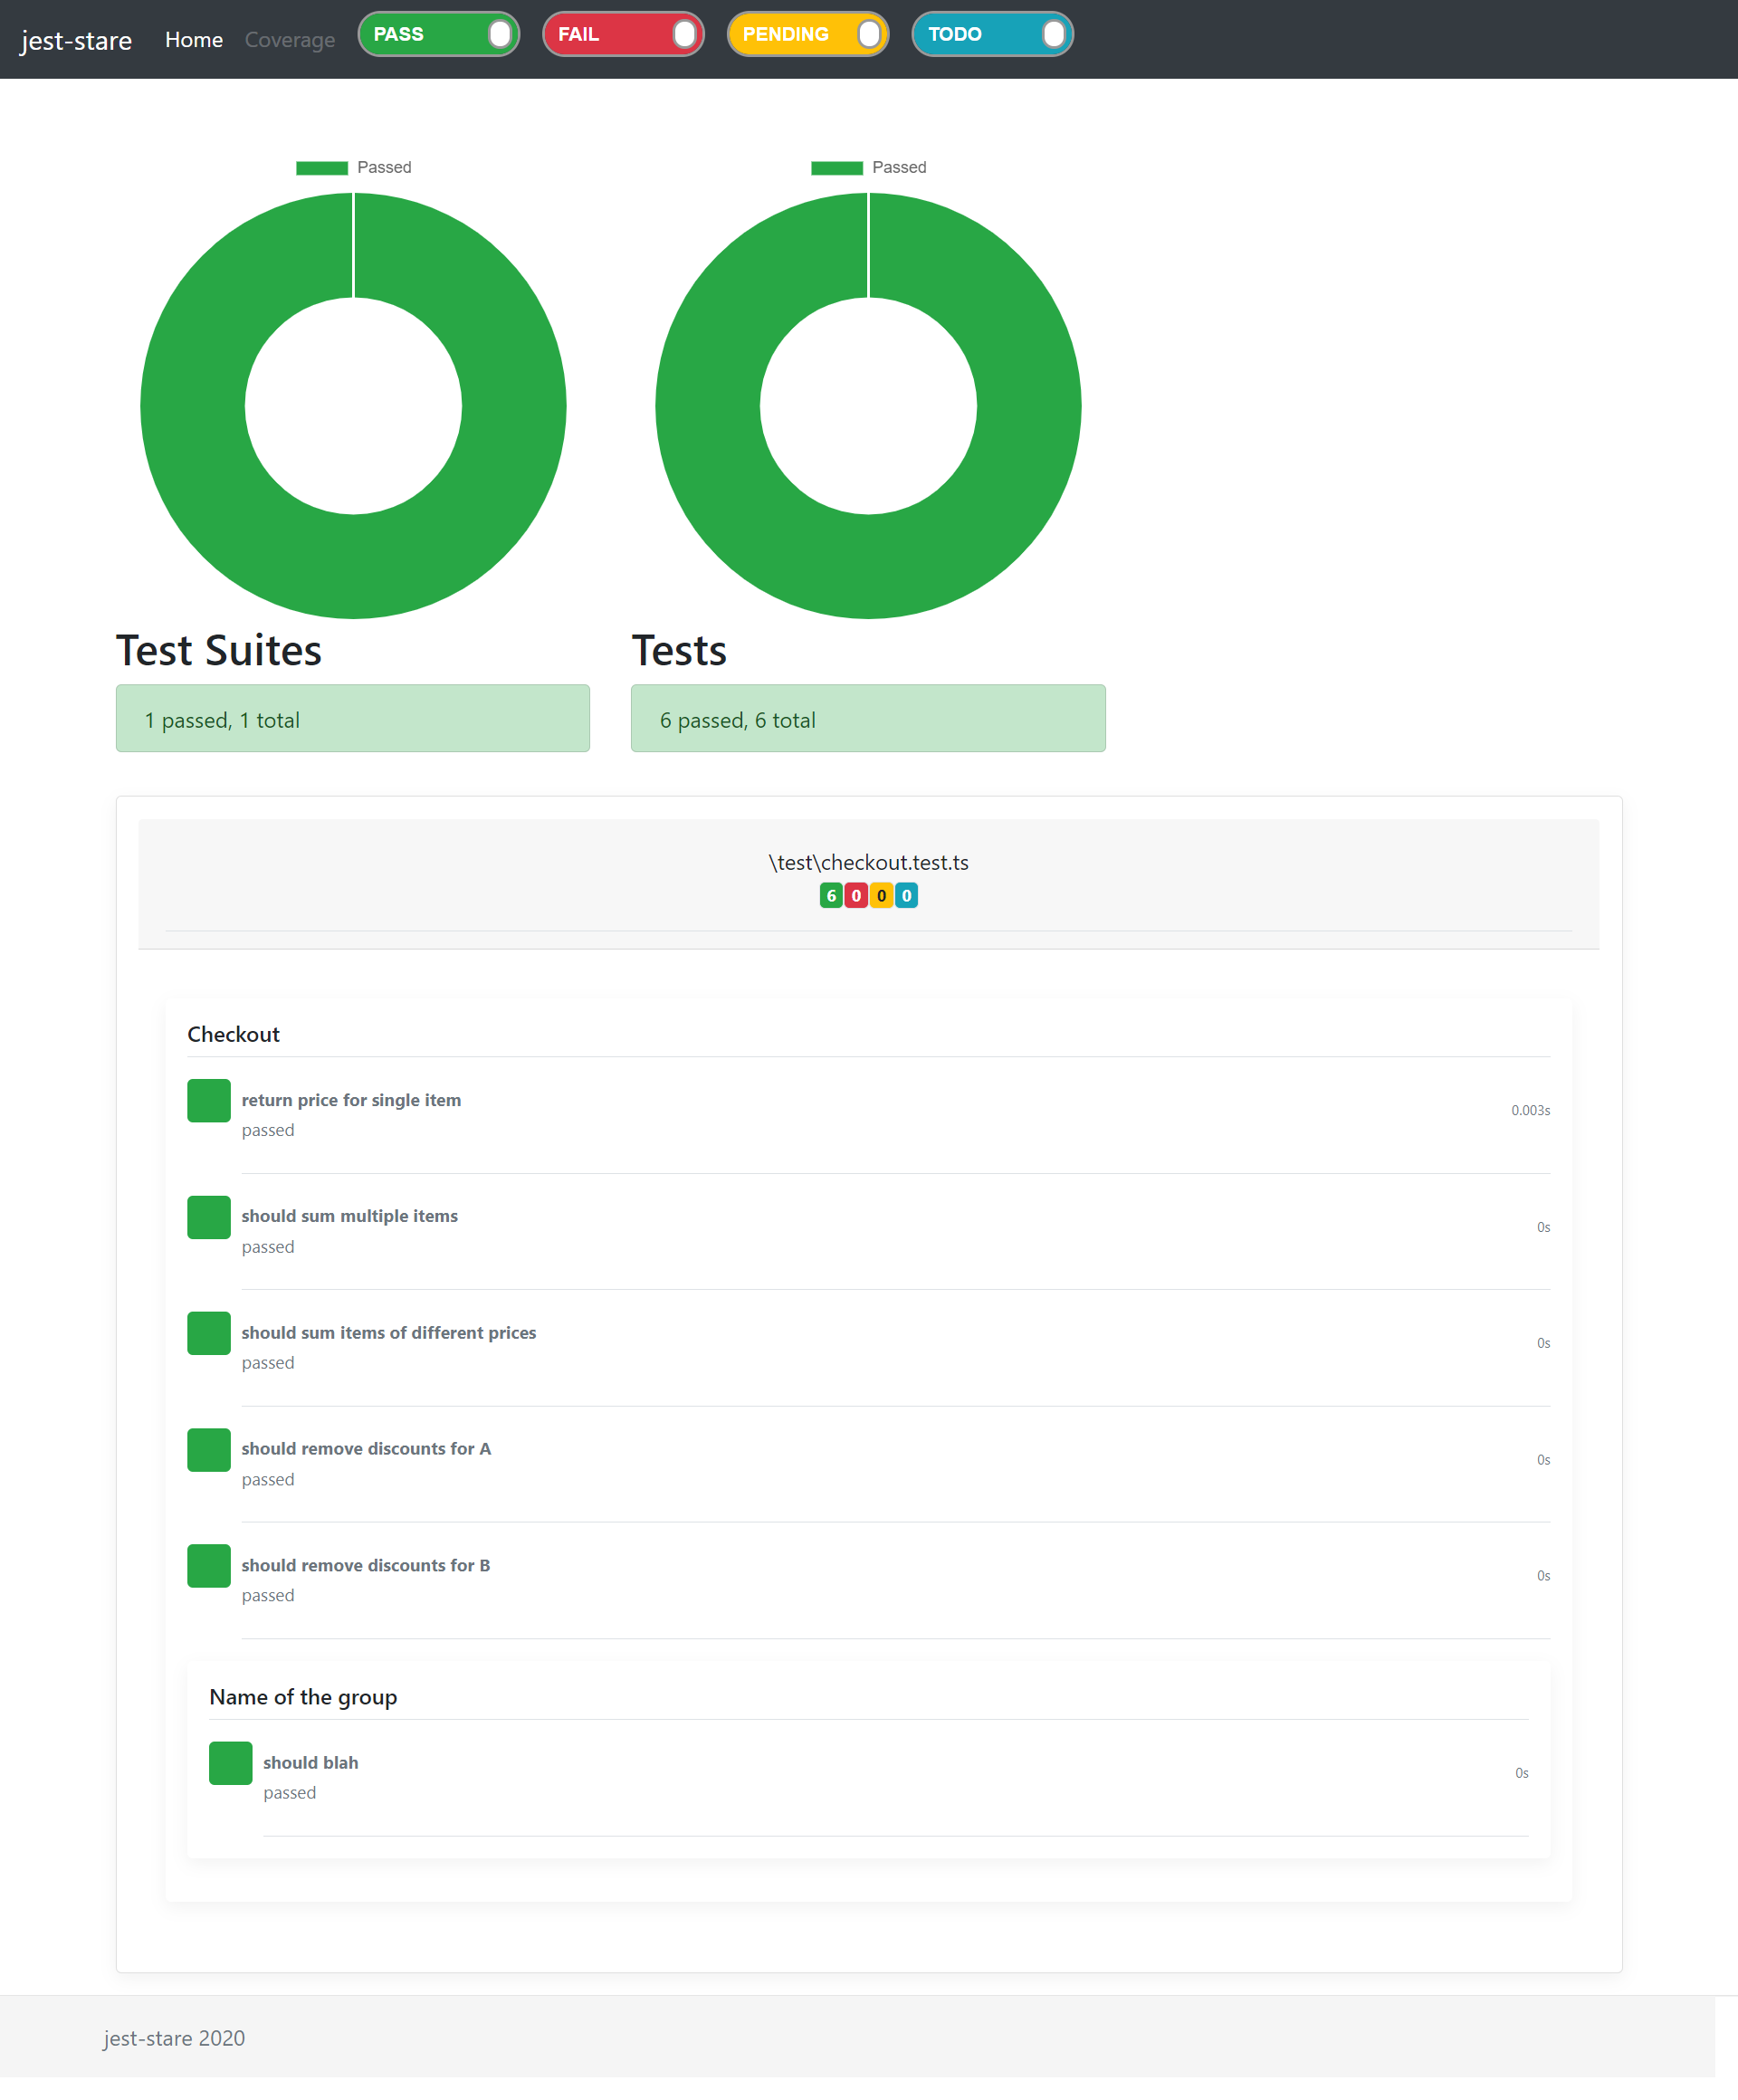 jest-stare Home Coverage PASS FAIL PENDING TODO
Passed
Passed
Test Suites
1 passed, 1 total
Tests
6 passed, 6 total
\test\checkout.test.ts
6 0 0 0
Checkout
return price for single item
0.003s
passed
should sum multiple items
0s
passed
should sum items of different prices
0s
passed
should remove discounts for A
0s
passed
should remove discounts for B
0s
passed
Name of the group
should blah
0s
passed
jest-stare 2020